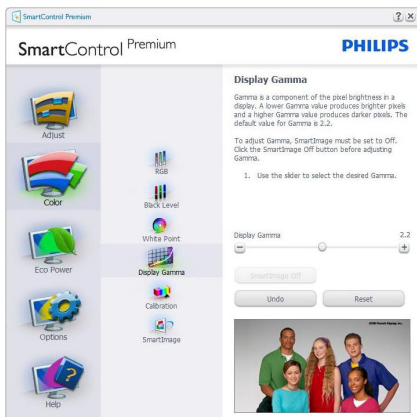 SmartControl Premium
SmartControl Premium
PHILIPS
Adjust
Color
Eco Power
Options
Help
RGB
Black Level
White Point
Display Gamma
Calibration
SmartImage
Display Gamma
Gamma is a component of the pixel brightness in a
display. A lower Gamma value produces brighter pixels
and a higher Gamma value produces darker pixels. The
default value for Gamma is 2.2.
To adjust Gamma, SmartImage must be set to Off.
Click the SmartImage Off button before adjusting
Gamma.
1. Use the slider to select the desired Gamma.
Display Gamma 2.2
SmartImage Off
Undo Reset